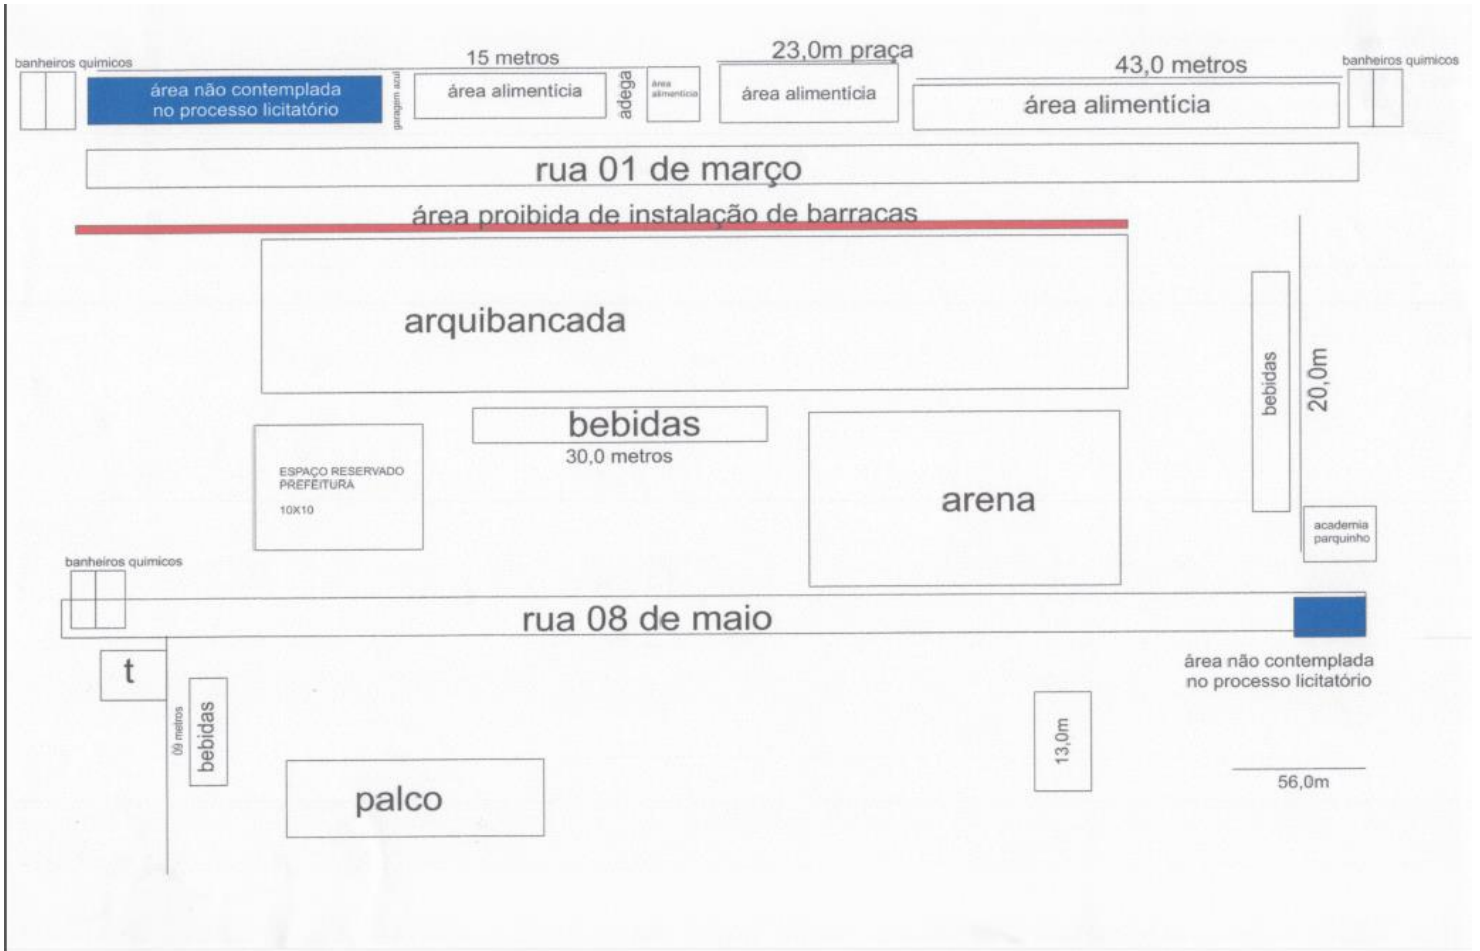 banheiros quimicos
área não contemplada
no processo licitatório
garagem azul
15 metros
área alimentícia
adega
área
alimentício
23,0m praça
área alimentícia
43,0 metros
área alimentícia
banheiros quimicos
rua 01 de março
área proibida de instalação de barracas
arquibancada
bebidas
20,0m
bebidas
30,0 metros
ESPAÇO RESERVADO
PREFEITURA
10X10
arena
academia
parquinho
banheiros quimicos
rua 08 de maio
área não contemplada
no processo licitatório
t
09 metros
bebidas
palco
13,0m
56,0m